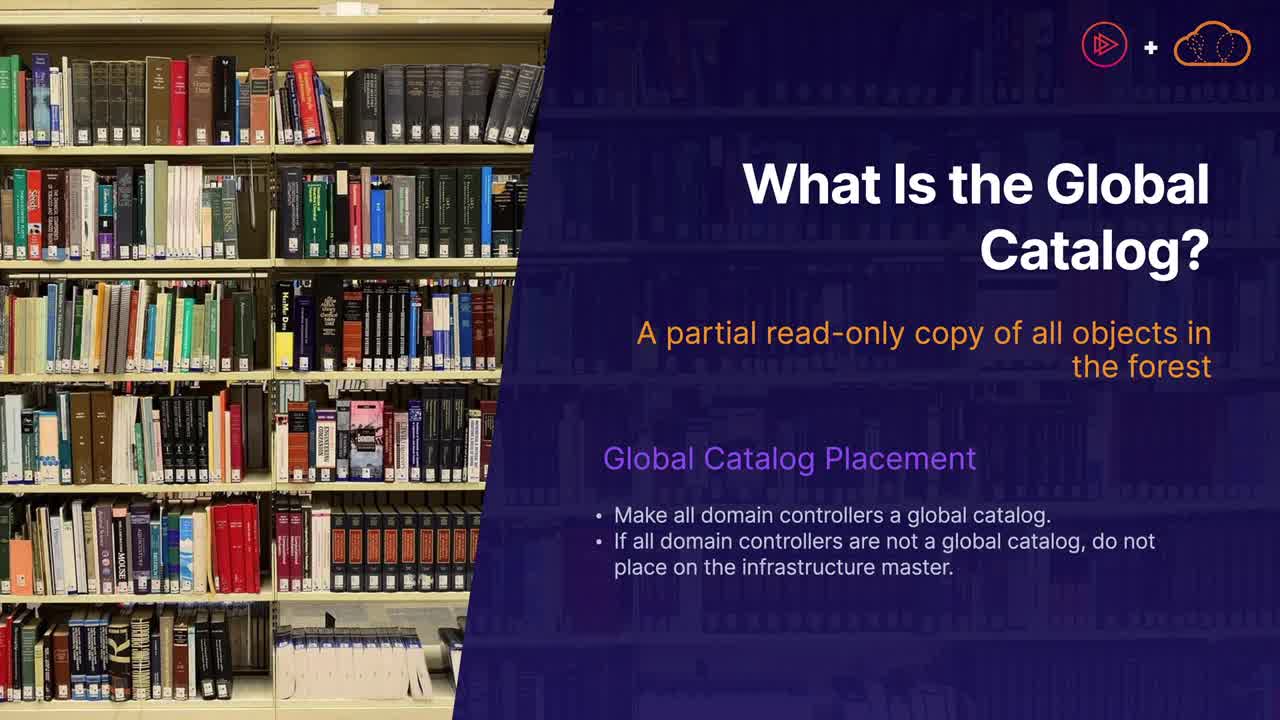 What Is the Global
Catalog?
A partial read-only copy of all objects in
the forest
Global Catalog Placement
• Make all domain controllers a global catalog.
• If all domain controllers are not a global catalog, do not
place on the infrastructure master.